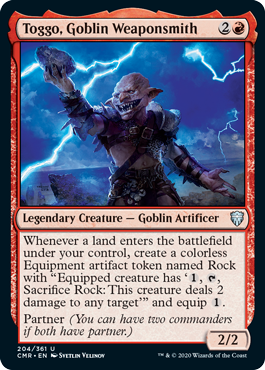 Toggo, Goblin Weaponsmith 2
Legendary Creature — Goblin Artificer
Whenever a land enters the battlefield
under your control, create a colorless
Equipment artifact token named Rock
with “Equipped creature has ‘1, T,
Sacrifice Rock: This creature deals 2
damage to any target’” and equip 1.
Partner (You can have two commanders
if both have partner.)
2/2
204/361 U
CMR • EN Svetlin Velinov
™ & © 2020 Wizards of the Coast